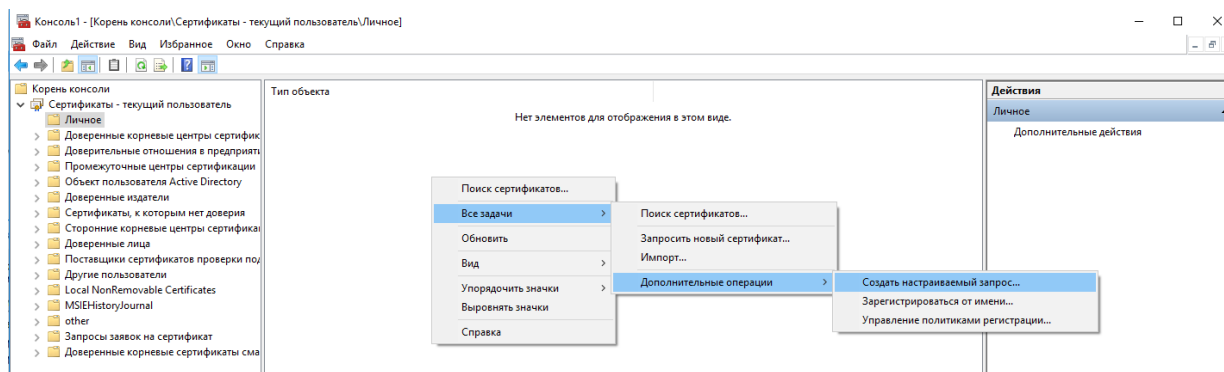 Консоль1 - [Корень консоли\Сертификаты - текущий пользователь\Личное]
Файл Действие Вид Избранное Окно Справка
Корень консоли
Сертификаты - текущий пользователь
Личное
Доверенные корневые центры сертифик
Доверительные отношения в предприяти
Промежуточные центры сертификации
Объект пользователя Active Directory
Доверенные издатели
Сертификаты, к которым нет доверия
Сторонние корневые центры сертифика
Доверенные лица
Поставщики сертификатов проверки под
Другие пользователи
Local NonRemovable Certificates
MSIEHistoryJournal
other
Запросы заявок на сертификат
Доверенные корневые сертификаты сма
Тип объекта
Нет элементов для отображения в этом виде.
Поиск сертификатов...
Все задачи
Обновить
Вид
Упорядочить значки
Выровнять значки
Справка
Поиск сертификатов...
Запросить новый сертификат...
Импорт...
Дополнительные операции
Создать настраиваемый запрос...
Зарегистрироваться от имени...
Управление политиками регистрации...
Действия
Личное
Дополнительные действия